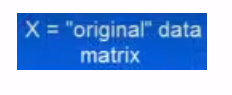 X = "original" data
matrix